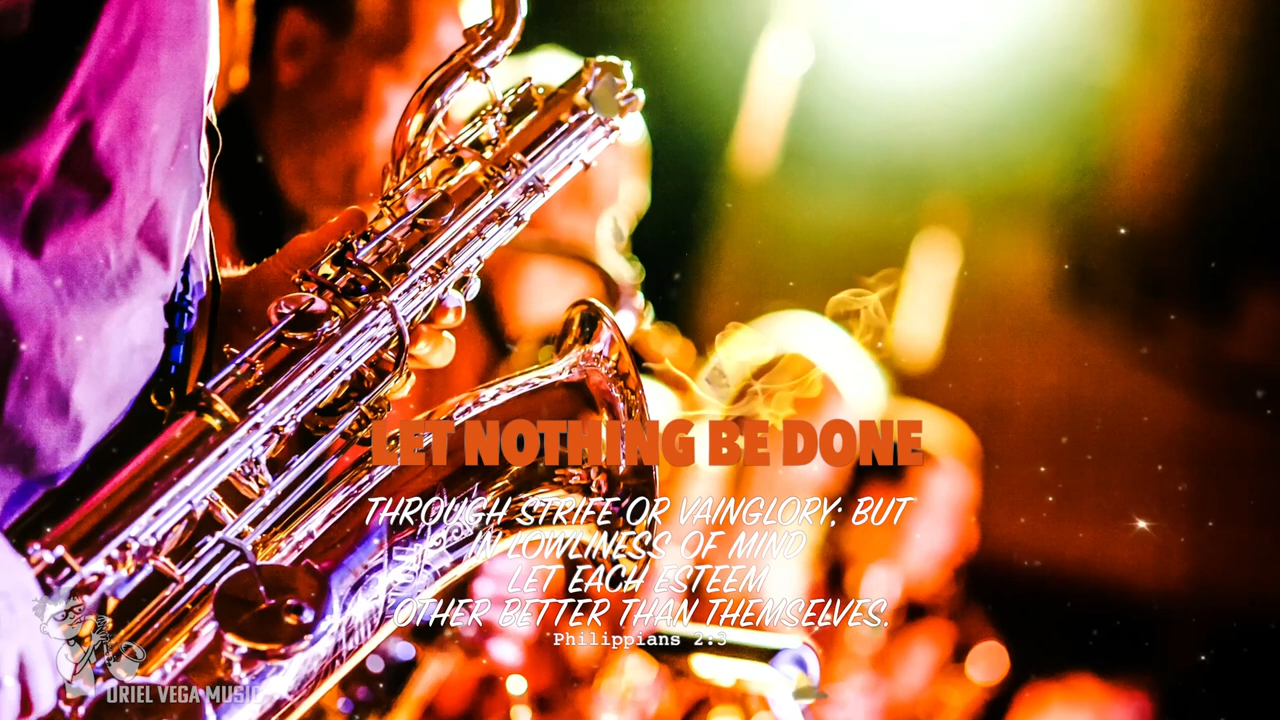 LET NOTHING BE DONE
THROUGH STRIFE OR VAINGLORY; BUT
IN LOWLINESS OF MIND
LET EACH ESTEEM
OTHER BETTER THAN THEMSELVES.
Philippians 2:3
ORIEL VEGA MUSIC